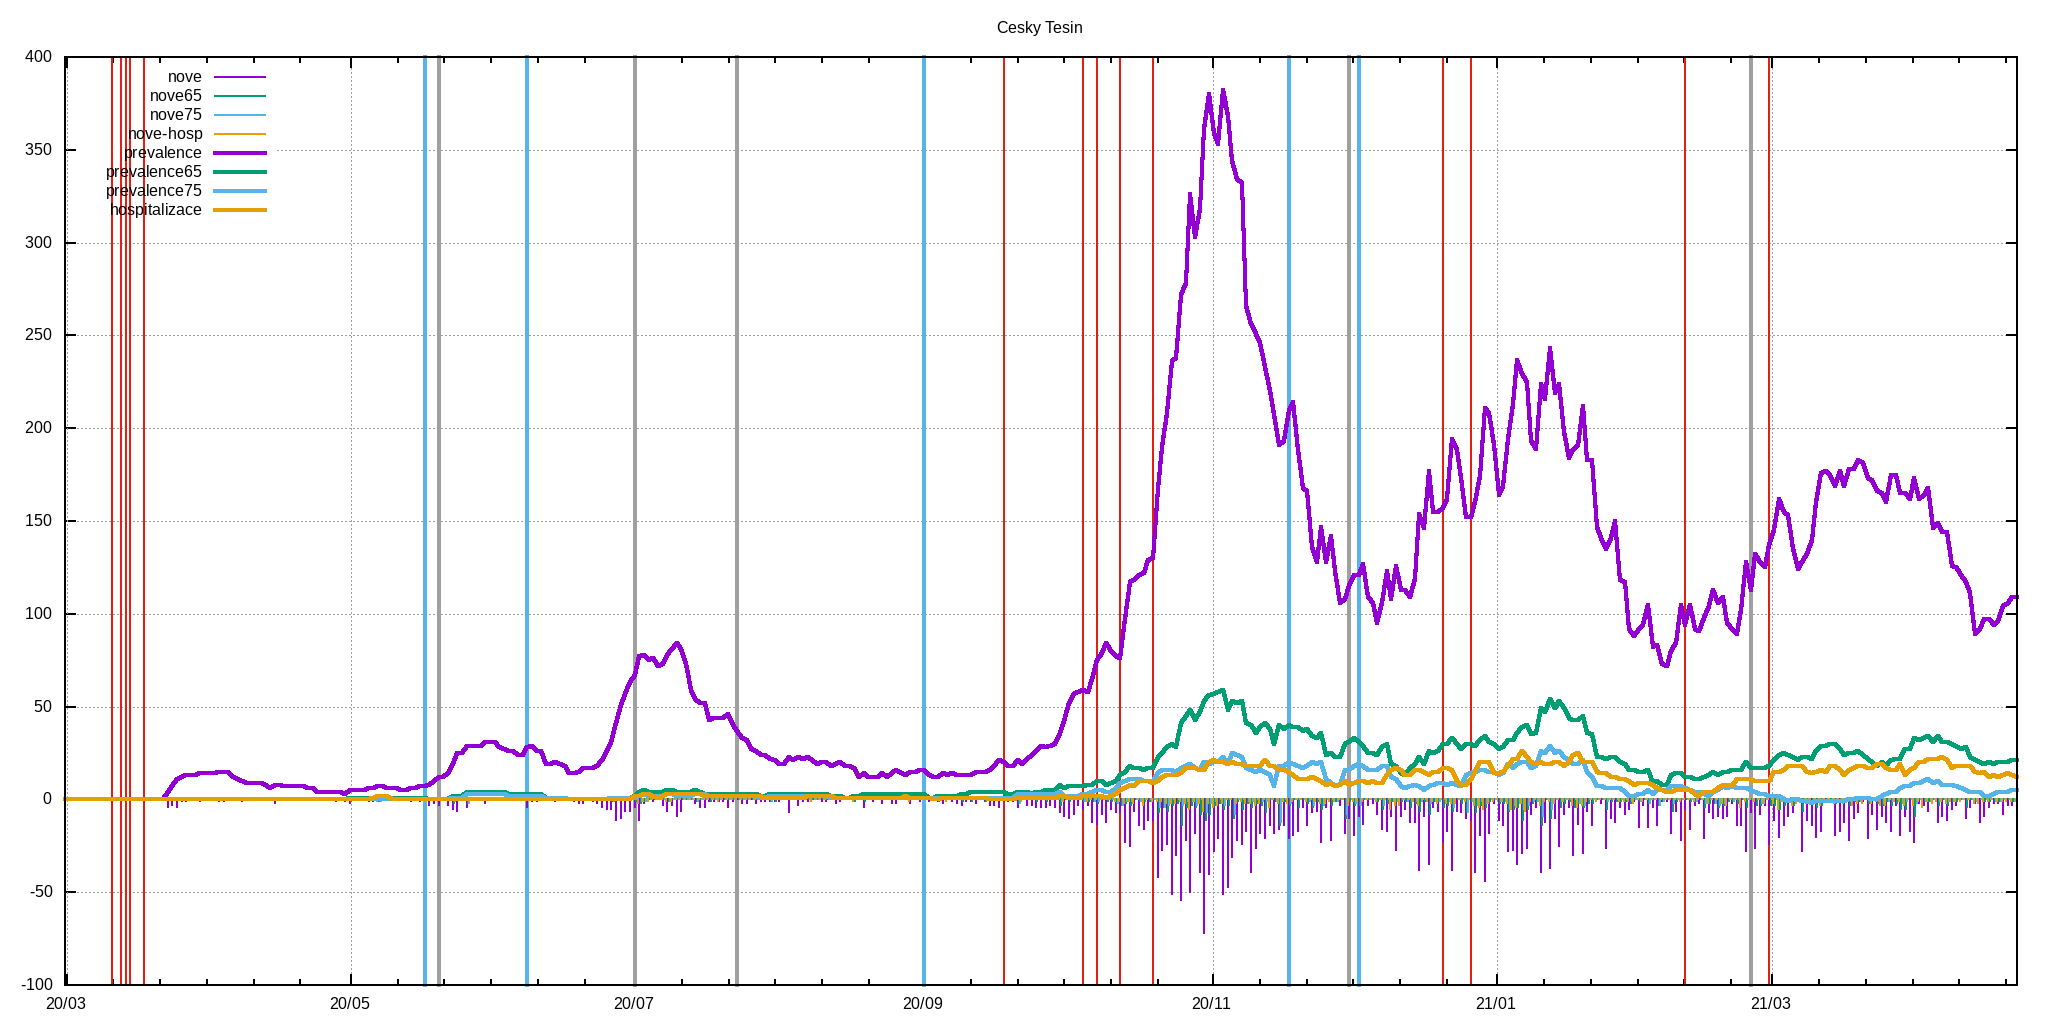 Cesky Tesin
400
350
300
250
200
150
100
50
0
-50
-100
nove
nove65
nove75
nove-hosp
prevalence
prevalence65
prevalence75
hospitalizace
20/03
20/05
20/07
20/09
20/11
21/01
21/03